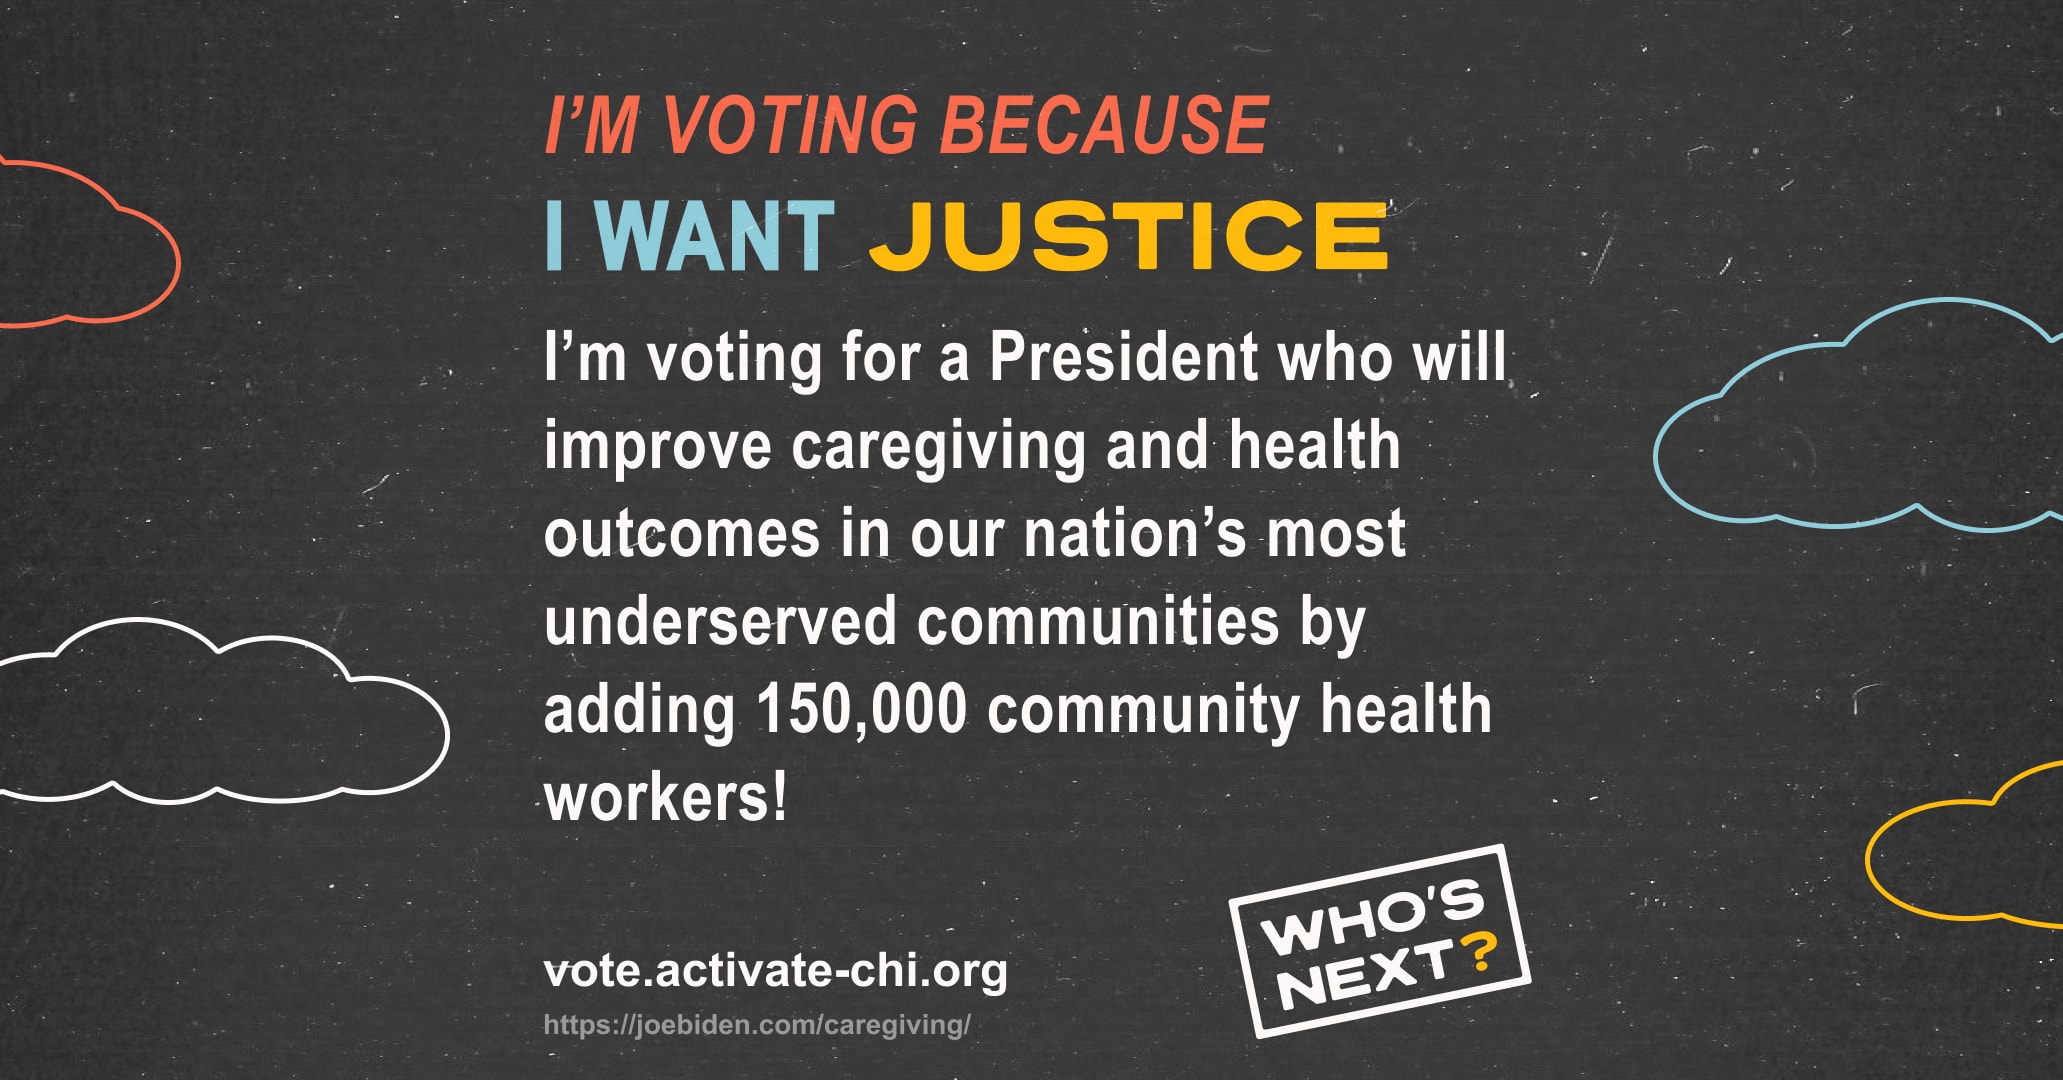 I’M VOTING BECAUSE
I WANT JUSTICE
I’m voting for a President who will
improve caregiving and health
outcomes in our nation’s most
underserved communities by
adding 150,000 community health
workers!
vote.activate-chi.org
https://joebiden.com/caregiving/
WHO’S
NEXT?